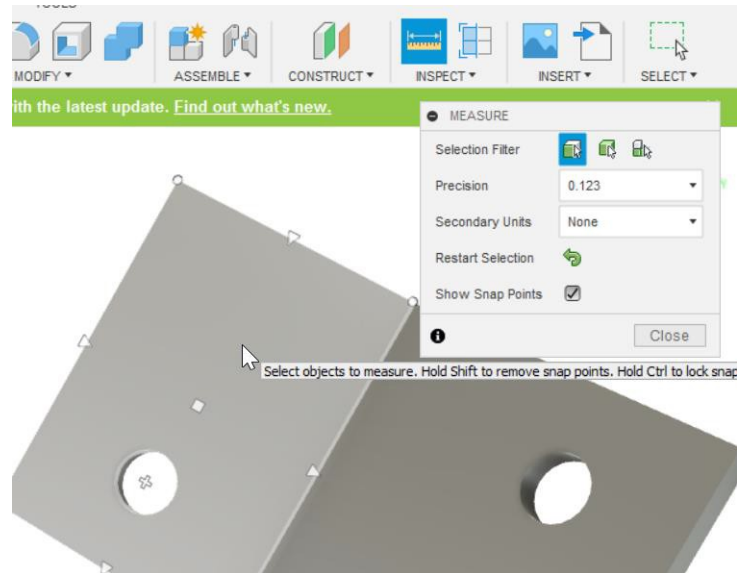 TOOLS
MODIFY ▾
ASSEMBLE ▾
CONSTRUCT ▾
INSPECT ▾
INSERT ▾
SELECT ▾
ith the latest update. Find out what's new.
MEASURE
Selection Filter
Precision 0.123
Secondary Units None
Restart Selection
Show Snap Points
Close
Select objects to measure. Hold Shift to remove snap points. Hold Ctrl to lock snap